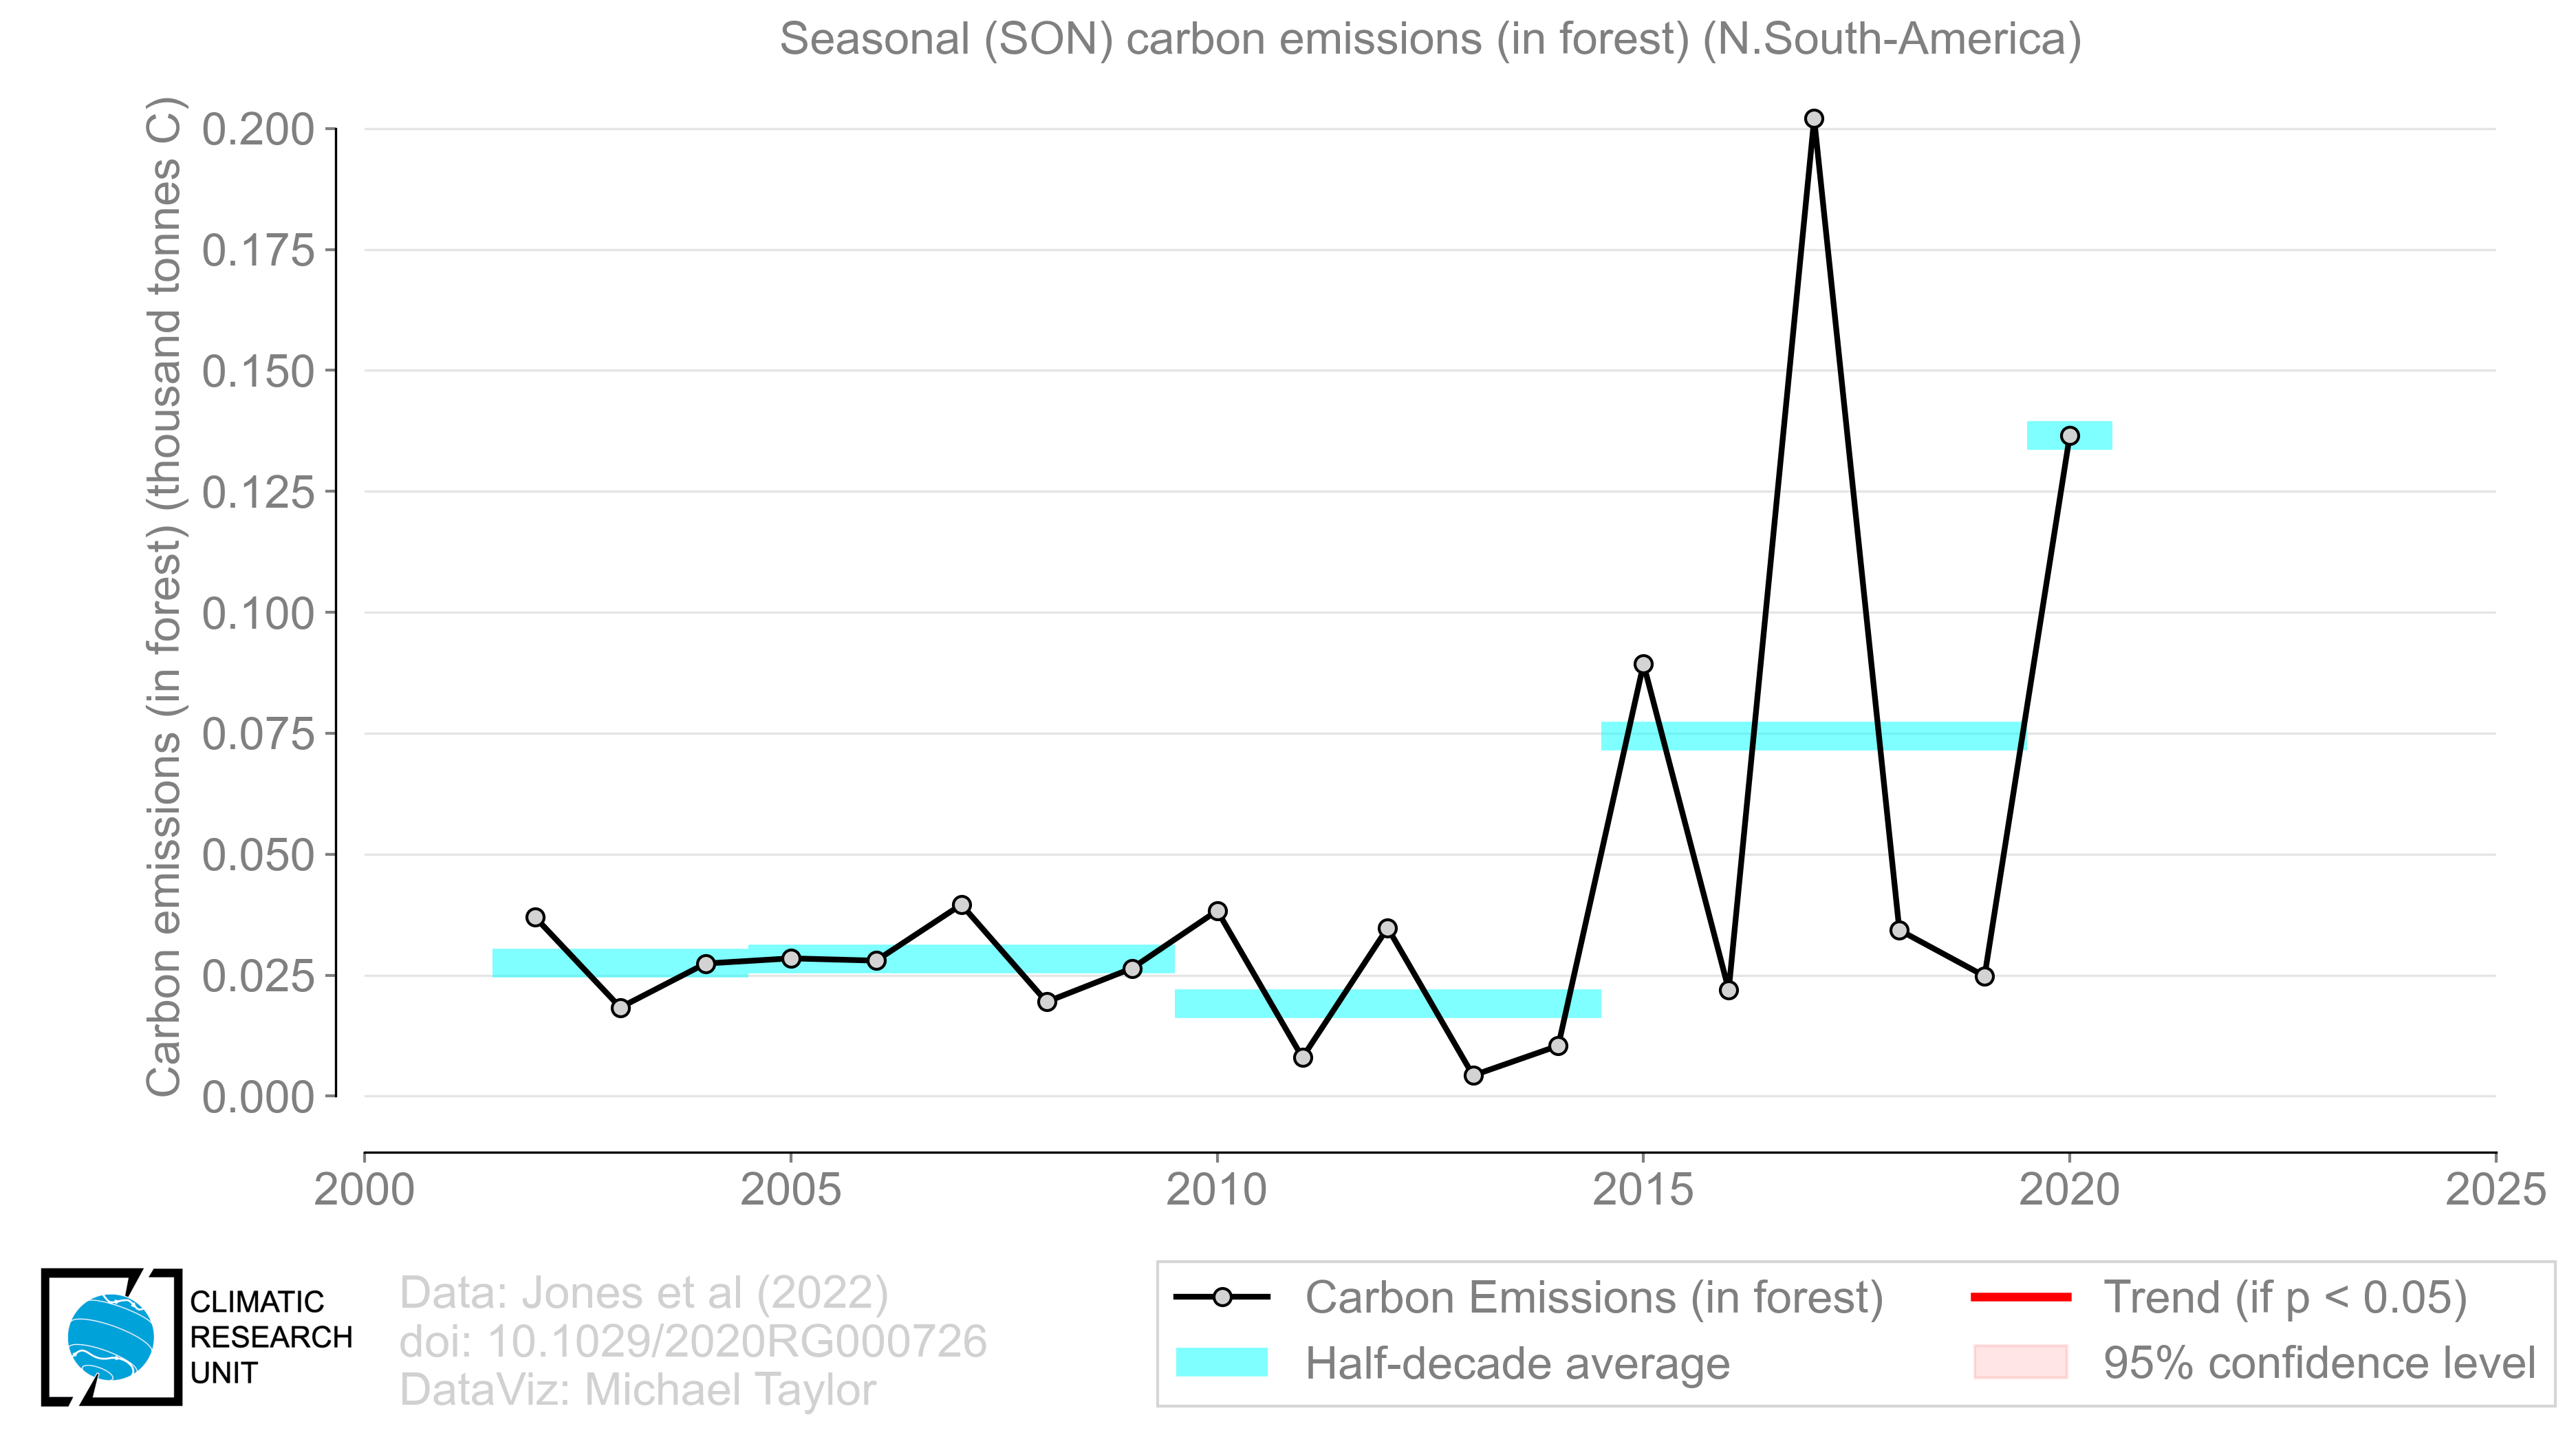 Seasonal (SON) carbon emissions (in forest) (N.South-America)
Carbon emissions (in forest) (thousand tonnes C)
0.200
0.175
0.150
0.125
0.100
0.075
0.050
0.025
0.000
2000
2005
2010
2015
2020
2025
CLIMATIC
RESEARCH
UNIT
Data: Jones et al (2022)
doi: 10.1029/2020RG000726
DataViz: Michael Taylor
Carbon Emissions (in forest)
Half-decade average
Trend (if p < 0.05)
95% confidence level